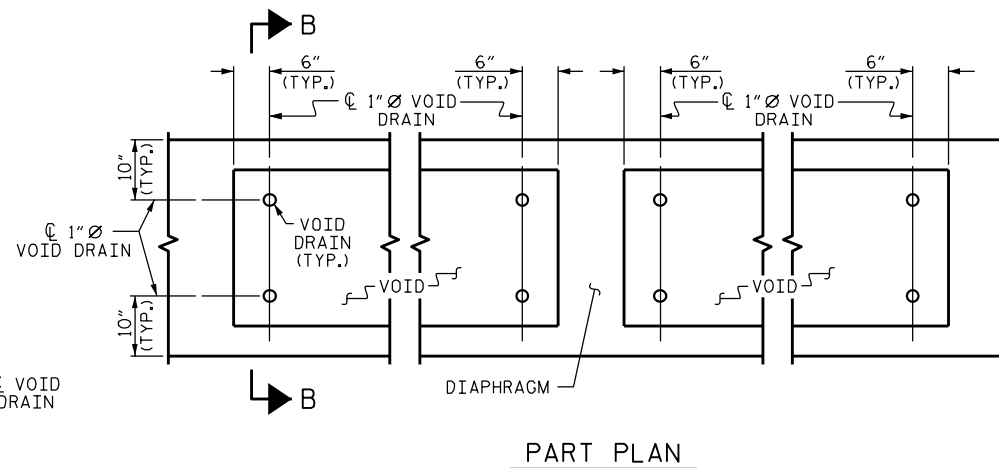 B
6"
(TYP.)
6"
(TYP.)
6"
(TYP.)
6"
(TYP.)
℄ 1"Ø VOID
DRAIN
℄ 1"Ø VOID
DRAIN
10"
(TYP.)
℄ 1"Ø
VOID DRAIN
VOID
DRAIN
(TYP.)
VOID
VOID
10"
(TYP.)
℄ VOID
DRAIN
B
DIAPHRAGM
PART PLAN